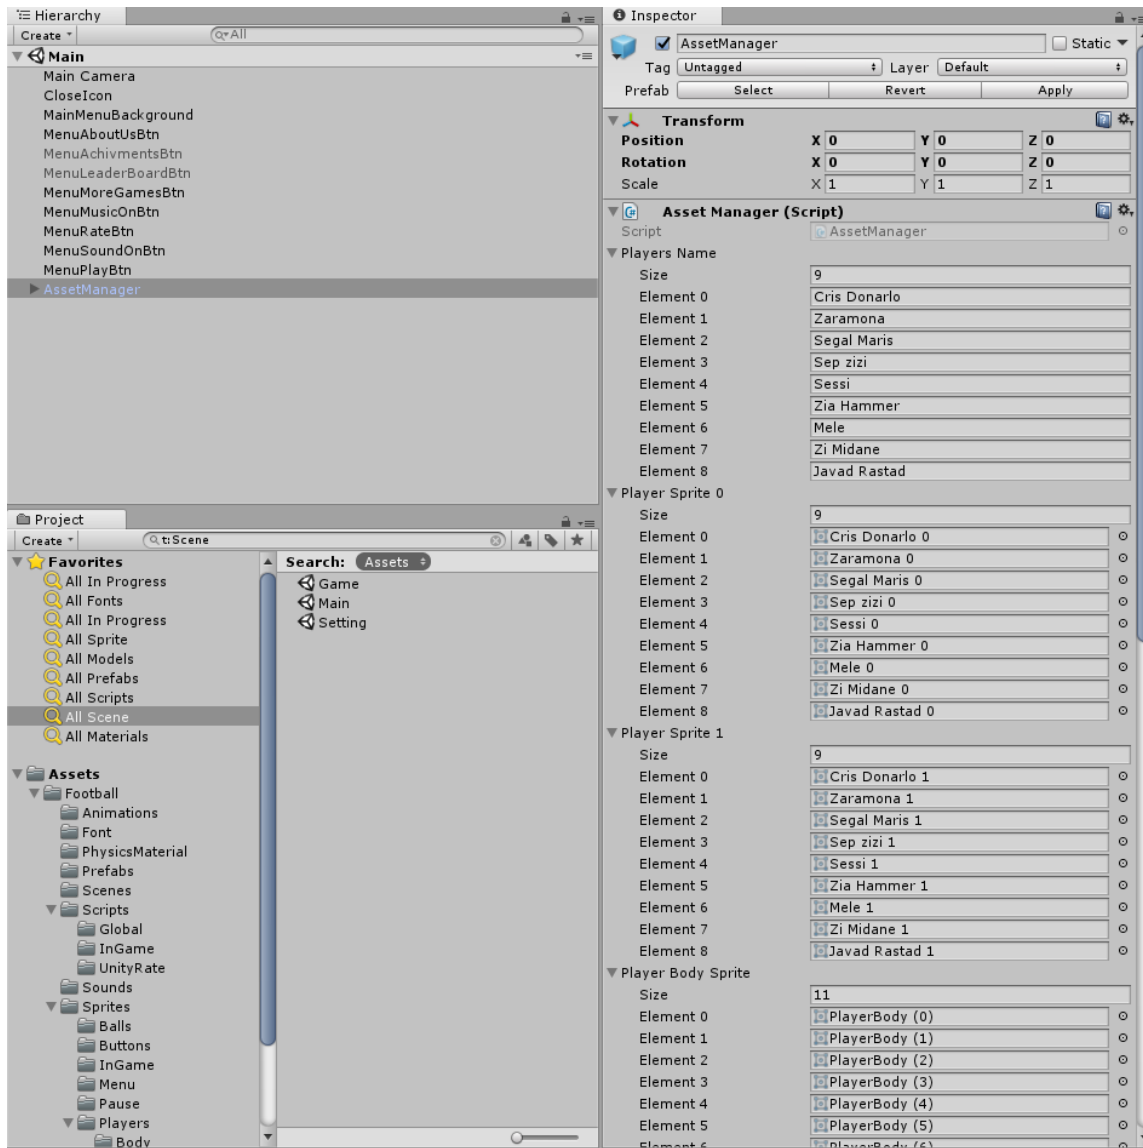 Hierarchy
Create
All
Main
Main Camera
CloseIcon
MainMenuBackground
MenuAboutUsBtn
MenuAchivmentsBtn
MenuLeaderBoardBtn
MenuMoreGamesBtn
MenuMusicOnBtn
MenuRateBtn
MenuSoundOnBtn
MenuPlayBtn
AssetManager
Project
Create
t:Scene
Favorites
All In Progress
All Fonts
All In Progress
All Sprite
All Models
All Prefabs
All Scripts
All Scene
All Materials
Assets
Football
Animations
Font
PhysicsMaterial
Prefabs
Scenes
Scripts
Global
InGame
UnityRate
Sounds
Sprites
Balls
Buttons
InGame
Menu
Pause
Players
Body
Search: Assets
Game
Main
Setting
Inspector
AssetManager Static
Tag Untagged Layer Default
Prefab Select Revert Apply
Transform
Position X 0 Y 0 Z 0
Rotation X 0 Y 0 Z 0
Scale X 1 Y 1 Z 1
Asset Manager (Script)
Script AssetManager
Players Name
Size 9
Element 0 Cris Donarlo
Element 1 Zaramona
Element 2 Segal Maris
Element 3 Sep zizi
Element 4 Sessi
Element 5 Zia Hammer
Element 6 Mele
Element 7 Zi Midane
Element 8 Javad Rastad
Player Sprite 0
Size 9
Element 0 Cris Donarlo 0
Element 1 Zaramona 0
Element 2 Segal Maris 0
Element 3 Sep zizi 0
Element 4 Sessi 0
Element 5 Zia Hammer 0
Element 6 Mele 0
Element 7 Zi Midane 0
Element 8 Javad Rastad 0
Player Sprite 1
Size 9
Element 0 Cris Donarlo 1
Element 1 Zaramona 1
Element 2 Segal Maris 1
Element 3 Sep zizi 1
Element 4 Sessi 1
Element 5 Zia Hammer 1
Element 6 Mele 1
Element 7 Zi Midane 1
Element 8 Javad Rastad 1
Player Body Sprite
Size 11
Element 0 PlayerBody (0)
Element 1 PlayerBody (1)
Element 2 PlayerBody (2)
Element 3 PlayerBody (3)
Element 4 PlayerBody (4)
Element 5 PlayerBody (5)
Element 6 PlayerBody (6)